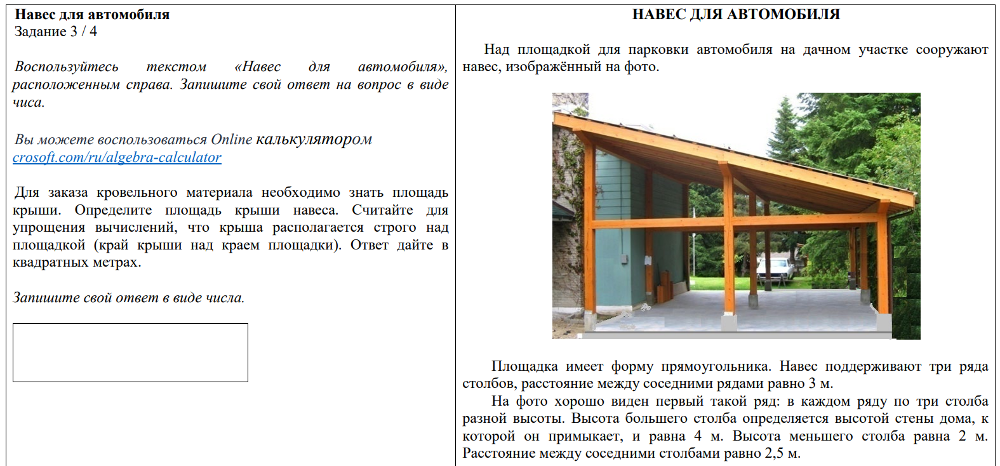 Навес для автомобиля
Задание 3 / 4
Воспользуйтесь текстом «Навес для автомобиля»,
расположенным справа. Запишите свой ответ на вопрос в виде
чиса.
Вы можете воспользоваться Online калькулятором
crosoft.com/ru/algebra-calculator
Для заказа кровельного материала необходимо знать площадь
крыши. Определите площадь крыши навеса. Считайте для
упрощения вычислений, что крыша располагается строго над
площадкой (край крыши над краем площадки). Ответ дайте в
квадратных метрах.
Запишите свой ответ в виде числа.
НАВЕС ДЛЯ АВТОМОБИЛЯ
Над площадкой для парковки автомобиля на дачном участке сооружают
навес, изображённый на фото.
Площадка имеет форму прямоугольника. Навес поддерживают три ряда
столбов, расстояние между соседними рядами равно 3 м.
На фото хорошо виден первый такой ряд: в каждом ряду по три столба
разной высоты. Высота большего столба определяется высотой стены дома, к
которой он примыкает, и равна 4 м. Высота меньшего столба равна 2 м.
Расстояние между соседними столбами равно 2,5 м.